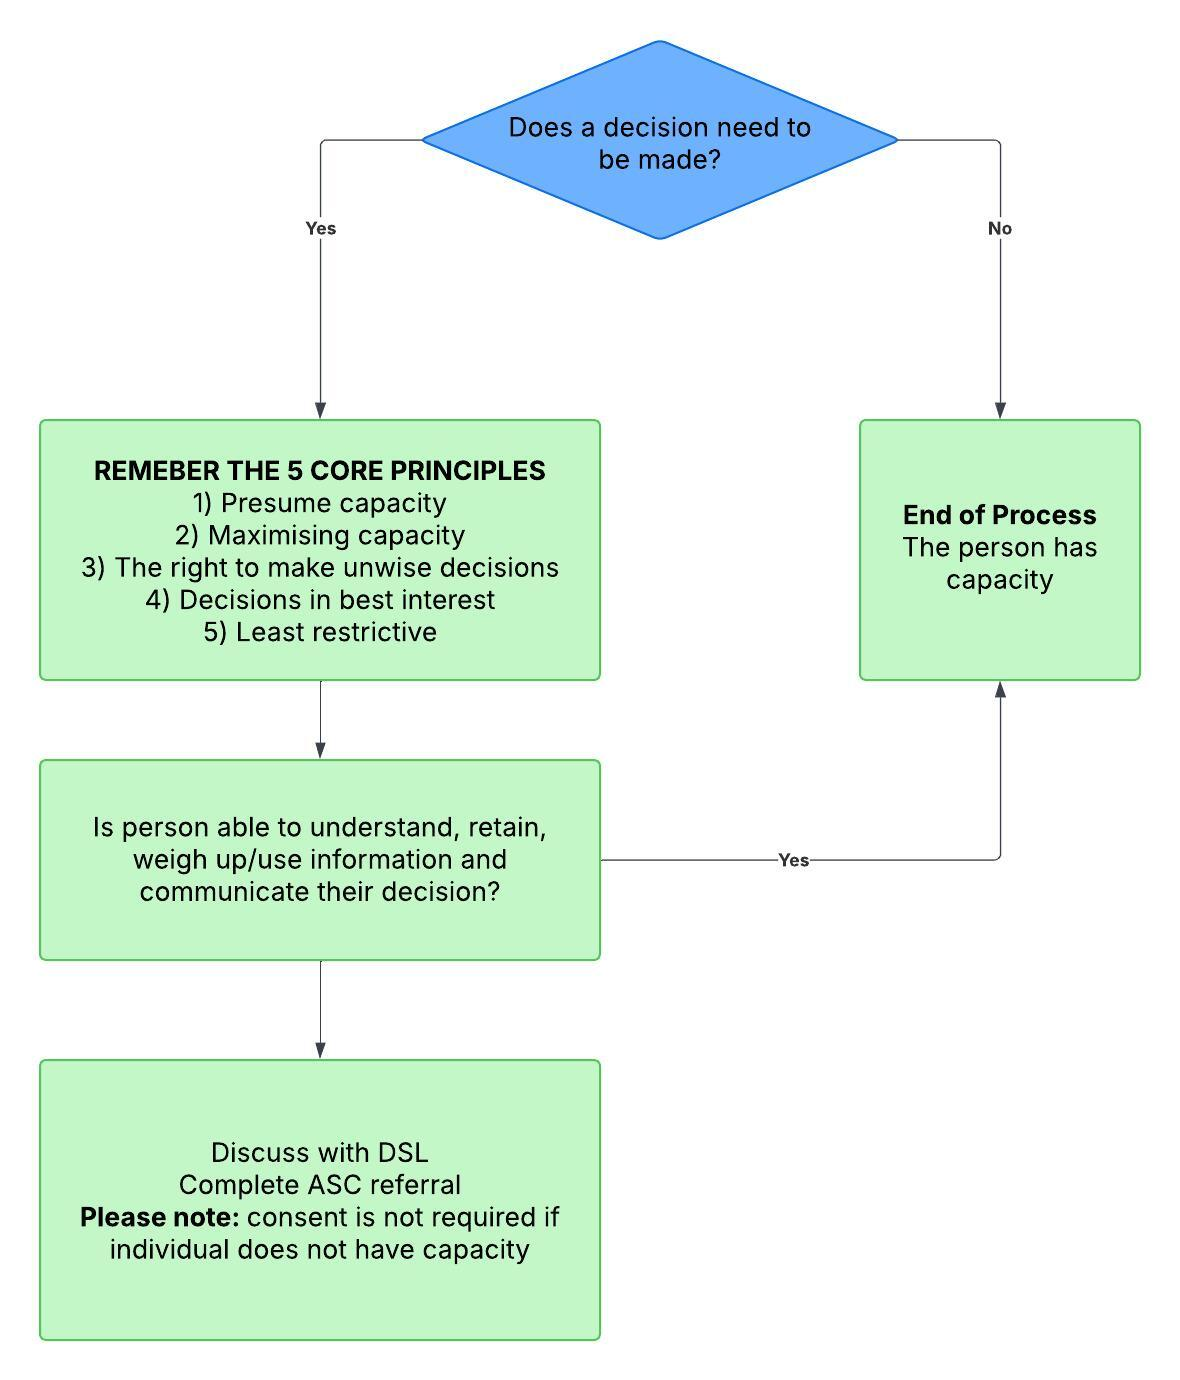 Does a decision need to
be made?
Yes
No
REMEBER THE 5 CORE PRINCIPLES
1) Presume capacity
2) Maximising capacity
3) The right to make unwise decisions
4) Decisions in best interest
5) Least restrictive
End of Process
The person has
capacity
Is person able to understand, retain,
weigh up/use information and
communicate their decision?
Yes
Discuss with DSL
Complete ASC referral
Please note: consent is not required if
individual does not have capacity